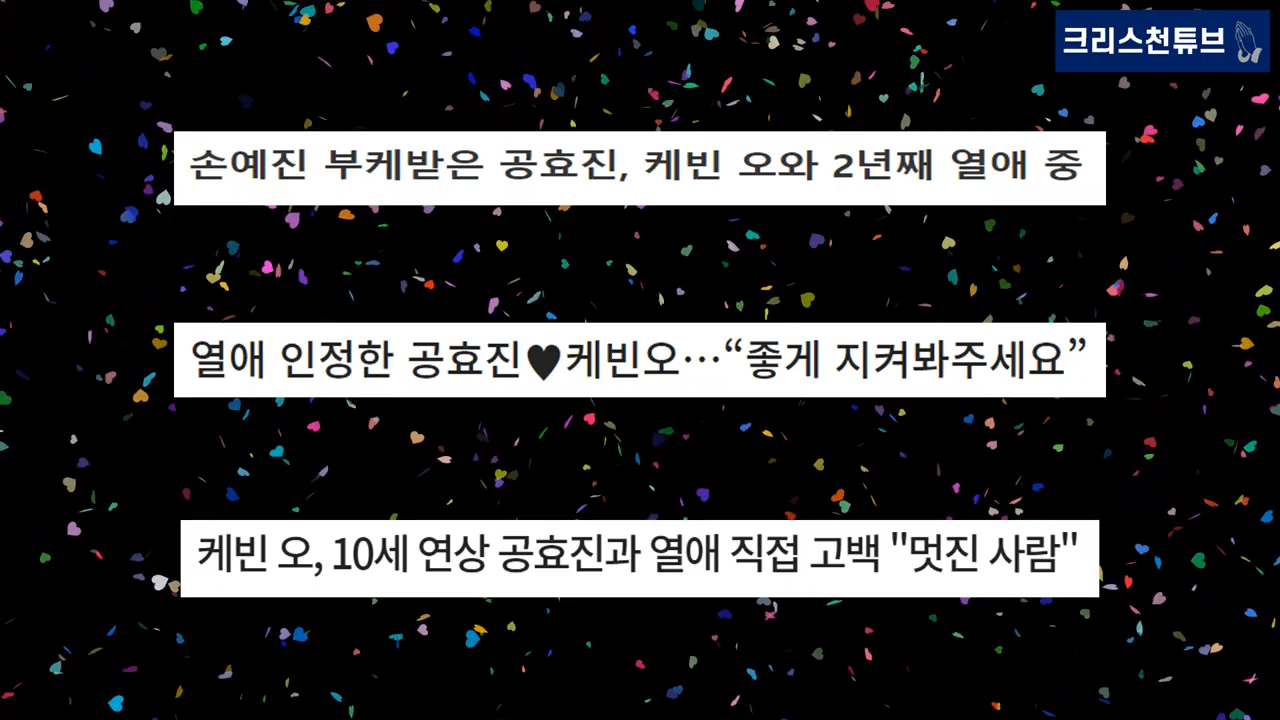 크리스천튜브
손예진 부케받은 공효진, 케빈 오와 2년째 열애 중
열애 인정한 공효진♥케빈오…“좋게 지켜봐주세요”
케빈 오, 10세 연상 공효진과 열애 직접 고백 "멋진 사람"